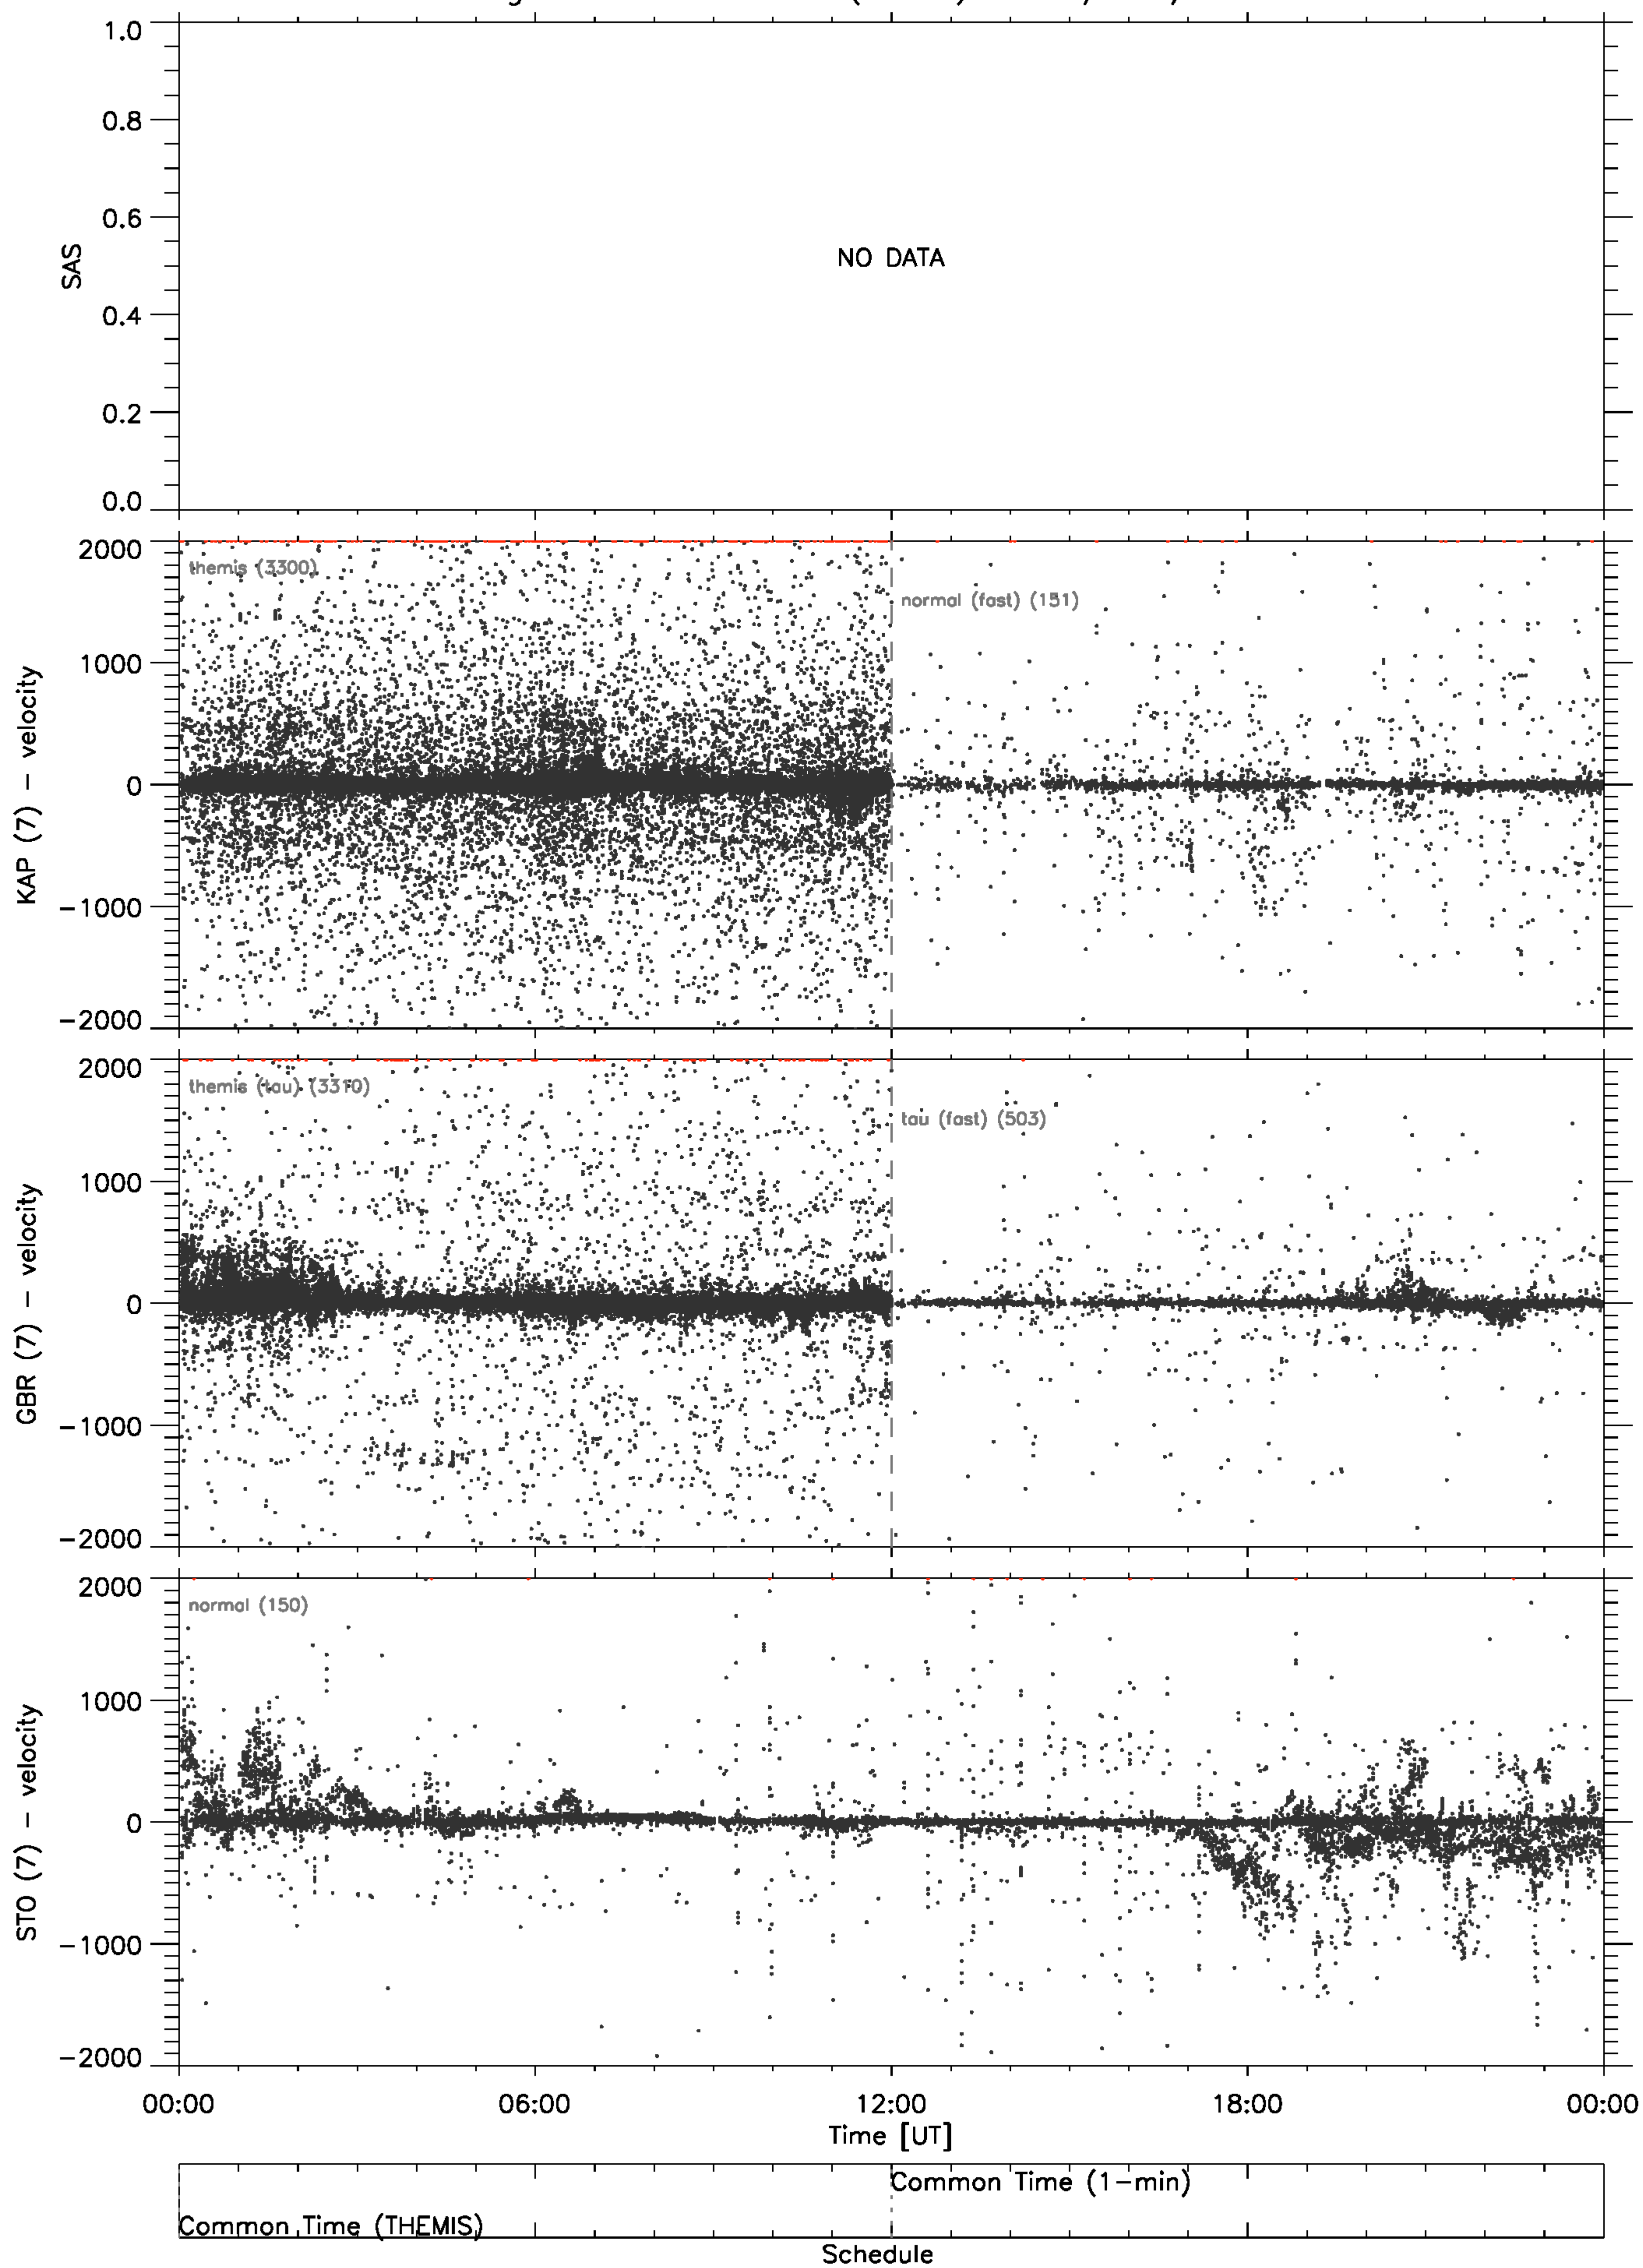 1.0
0.8
0.6
0.4
0.2
0.0
SAS
NO DATA
2000
1000
0
-1000
-2000
KAP (7) - velocity
themis (3300)
normal (fast) (151)
2000
1000
0
-1000
-2000
GBR (7) - velocity
themis (tau) (3310)
tau (fast) (503)
2000
1000
0
-1000
-2000
STO (7) - velocity
normal (150)
00:00 06:00 12:00 18:00 00:00
Time [UT]
Common Time (1-min)
Common Time (THEMIS)
Schedule